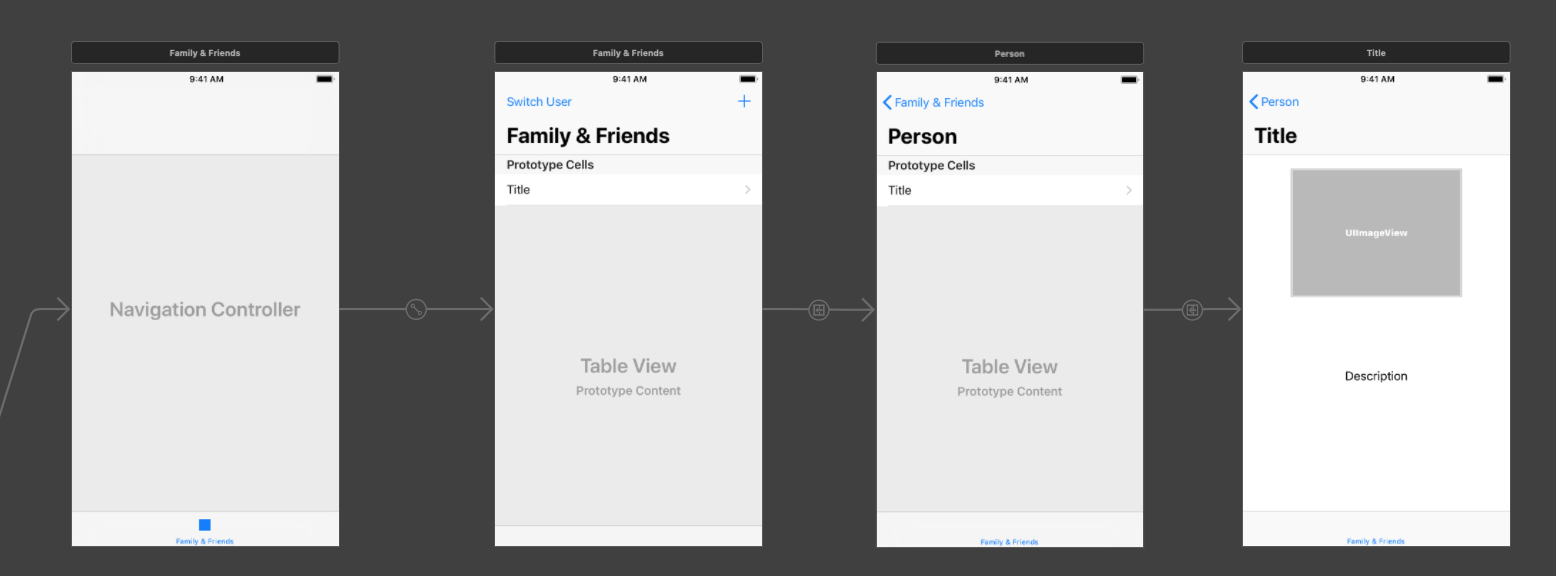 Family & Friends
9:41 AM
Navigation Controller
Family & Friends
Family & Friends
9:41 AM
Switch User
Family & Friends
Prototype Cells
Title
Table View
Prototype Content
Person
9:41 AM
Family & Friends
Person
Prototype Cells
Title
Table View
Prototype Content
Family & Friends
Title
9:41 AM
Person
Title
UIImageView
Description
Family & Friends